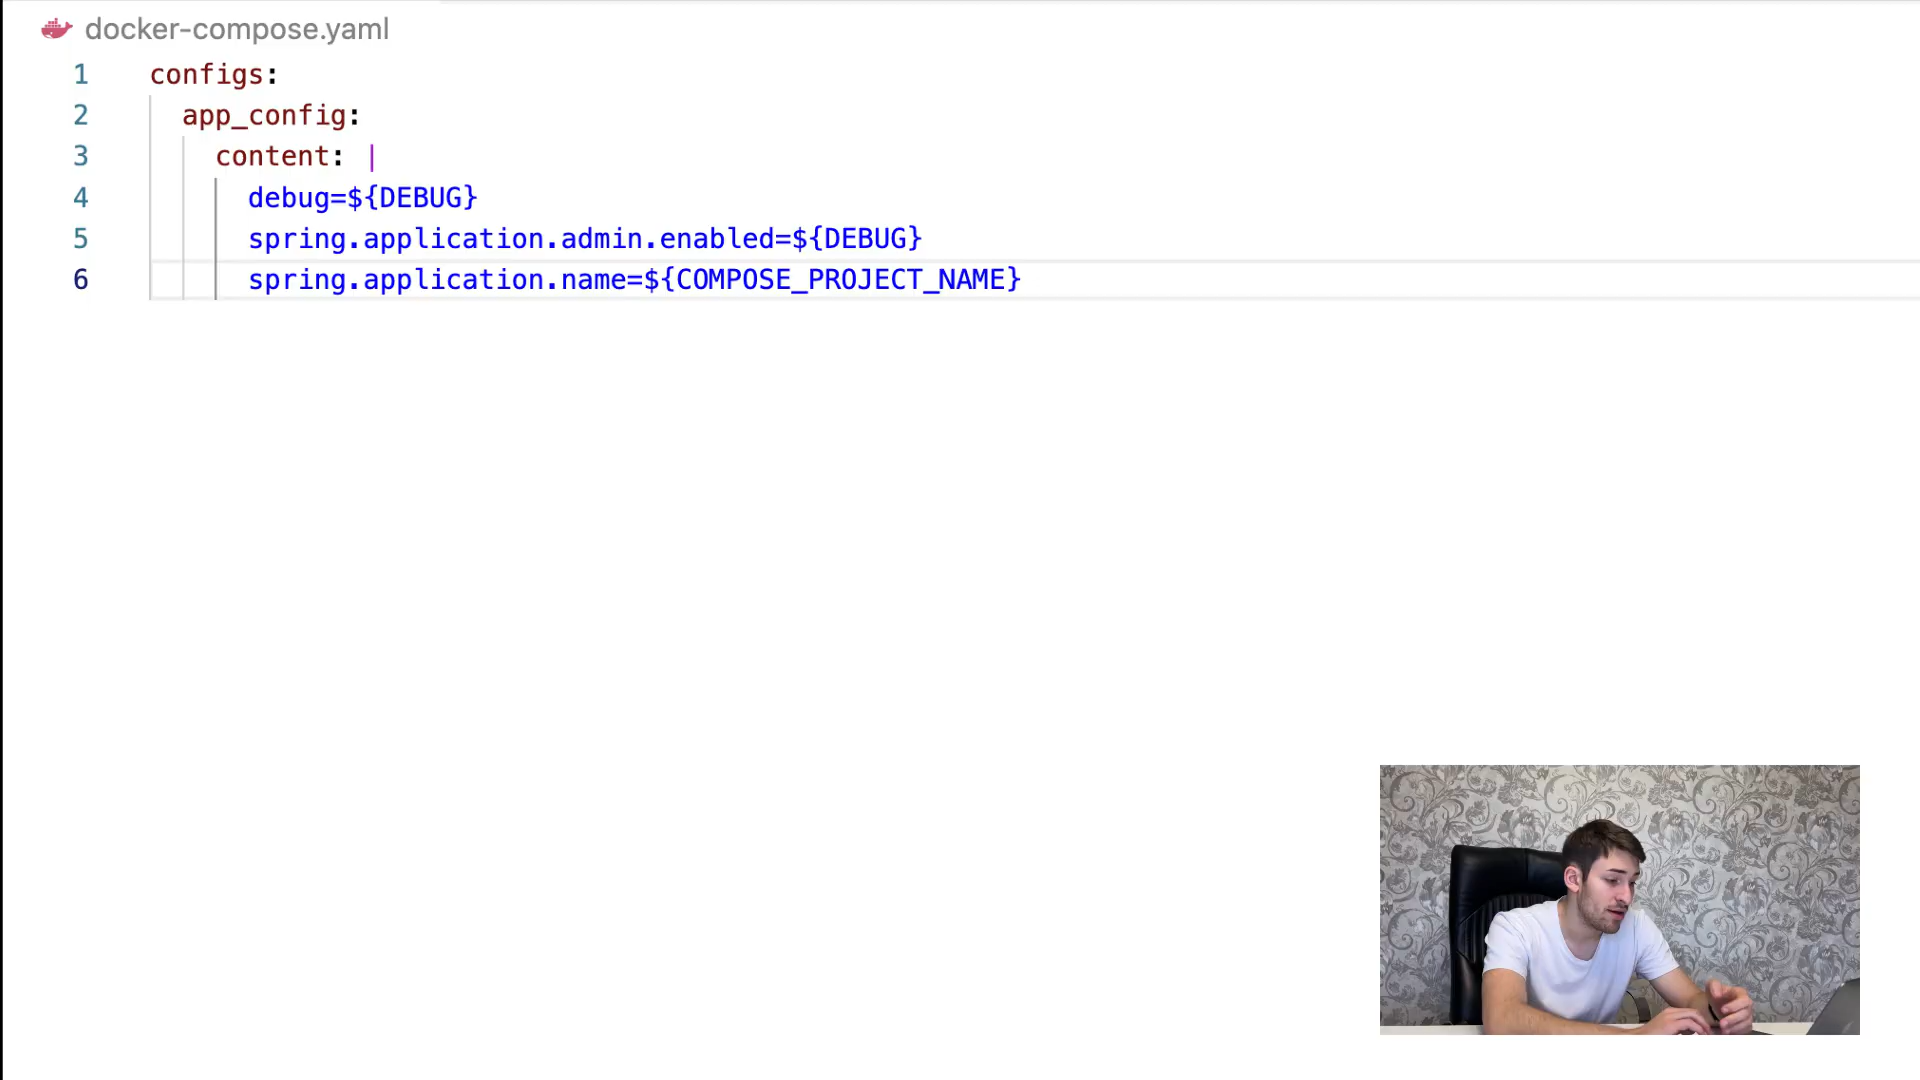 docker-compose.yaml
1 configs:
2 app_config:
3 content: |
4 debug=${DEBUG}
5 spring.application.admin.enabled=${DEBUG}
6 spring.application.name=${COMPOSE_PROJECT_NAME}